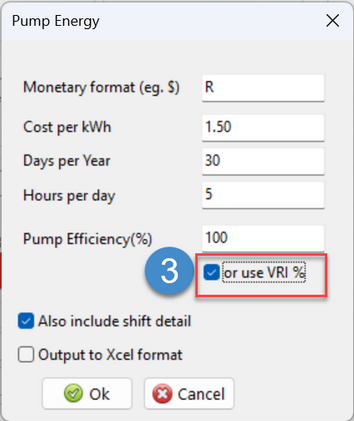 Pump Energy
Monetary format (eg. $) R
Cost per kWh 1.50
Days per Year 30
Hours per day 5
Pump Efficiency(%) 100
3 or use VRI %
Also include shift detail
Output to Xcel format
Ok Cancel